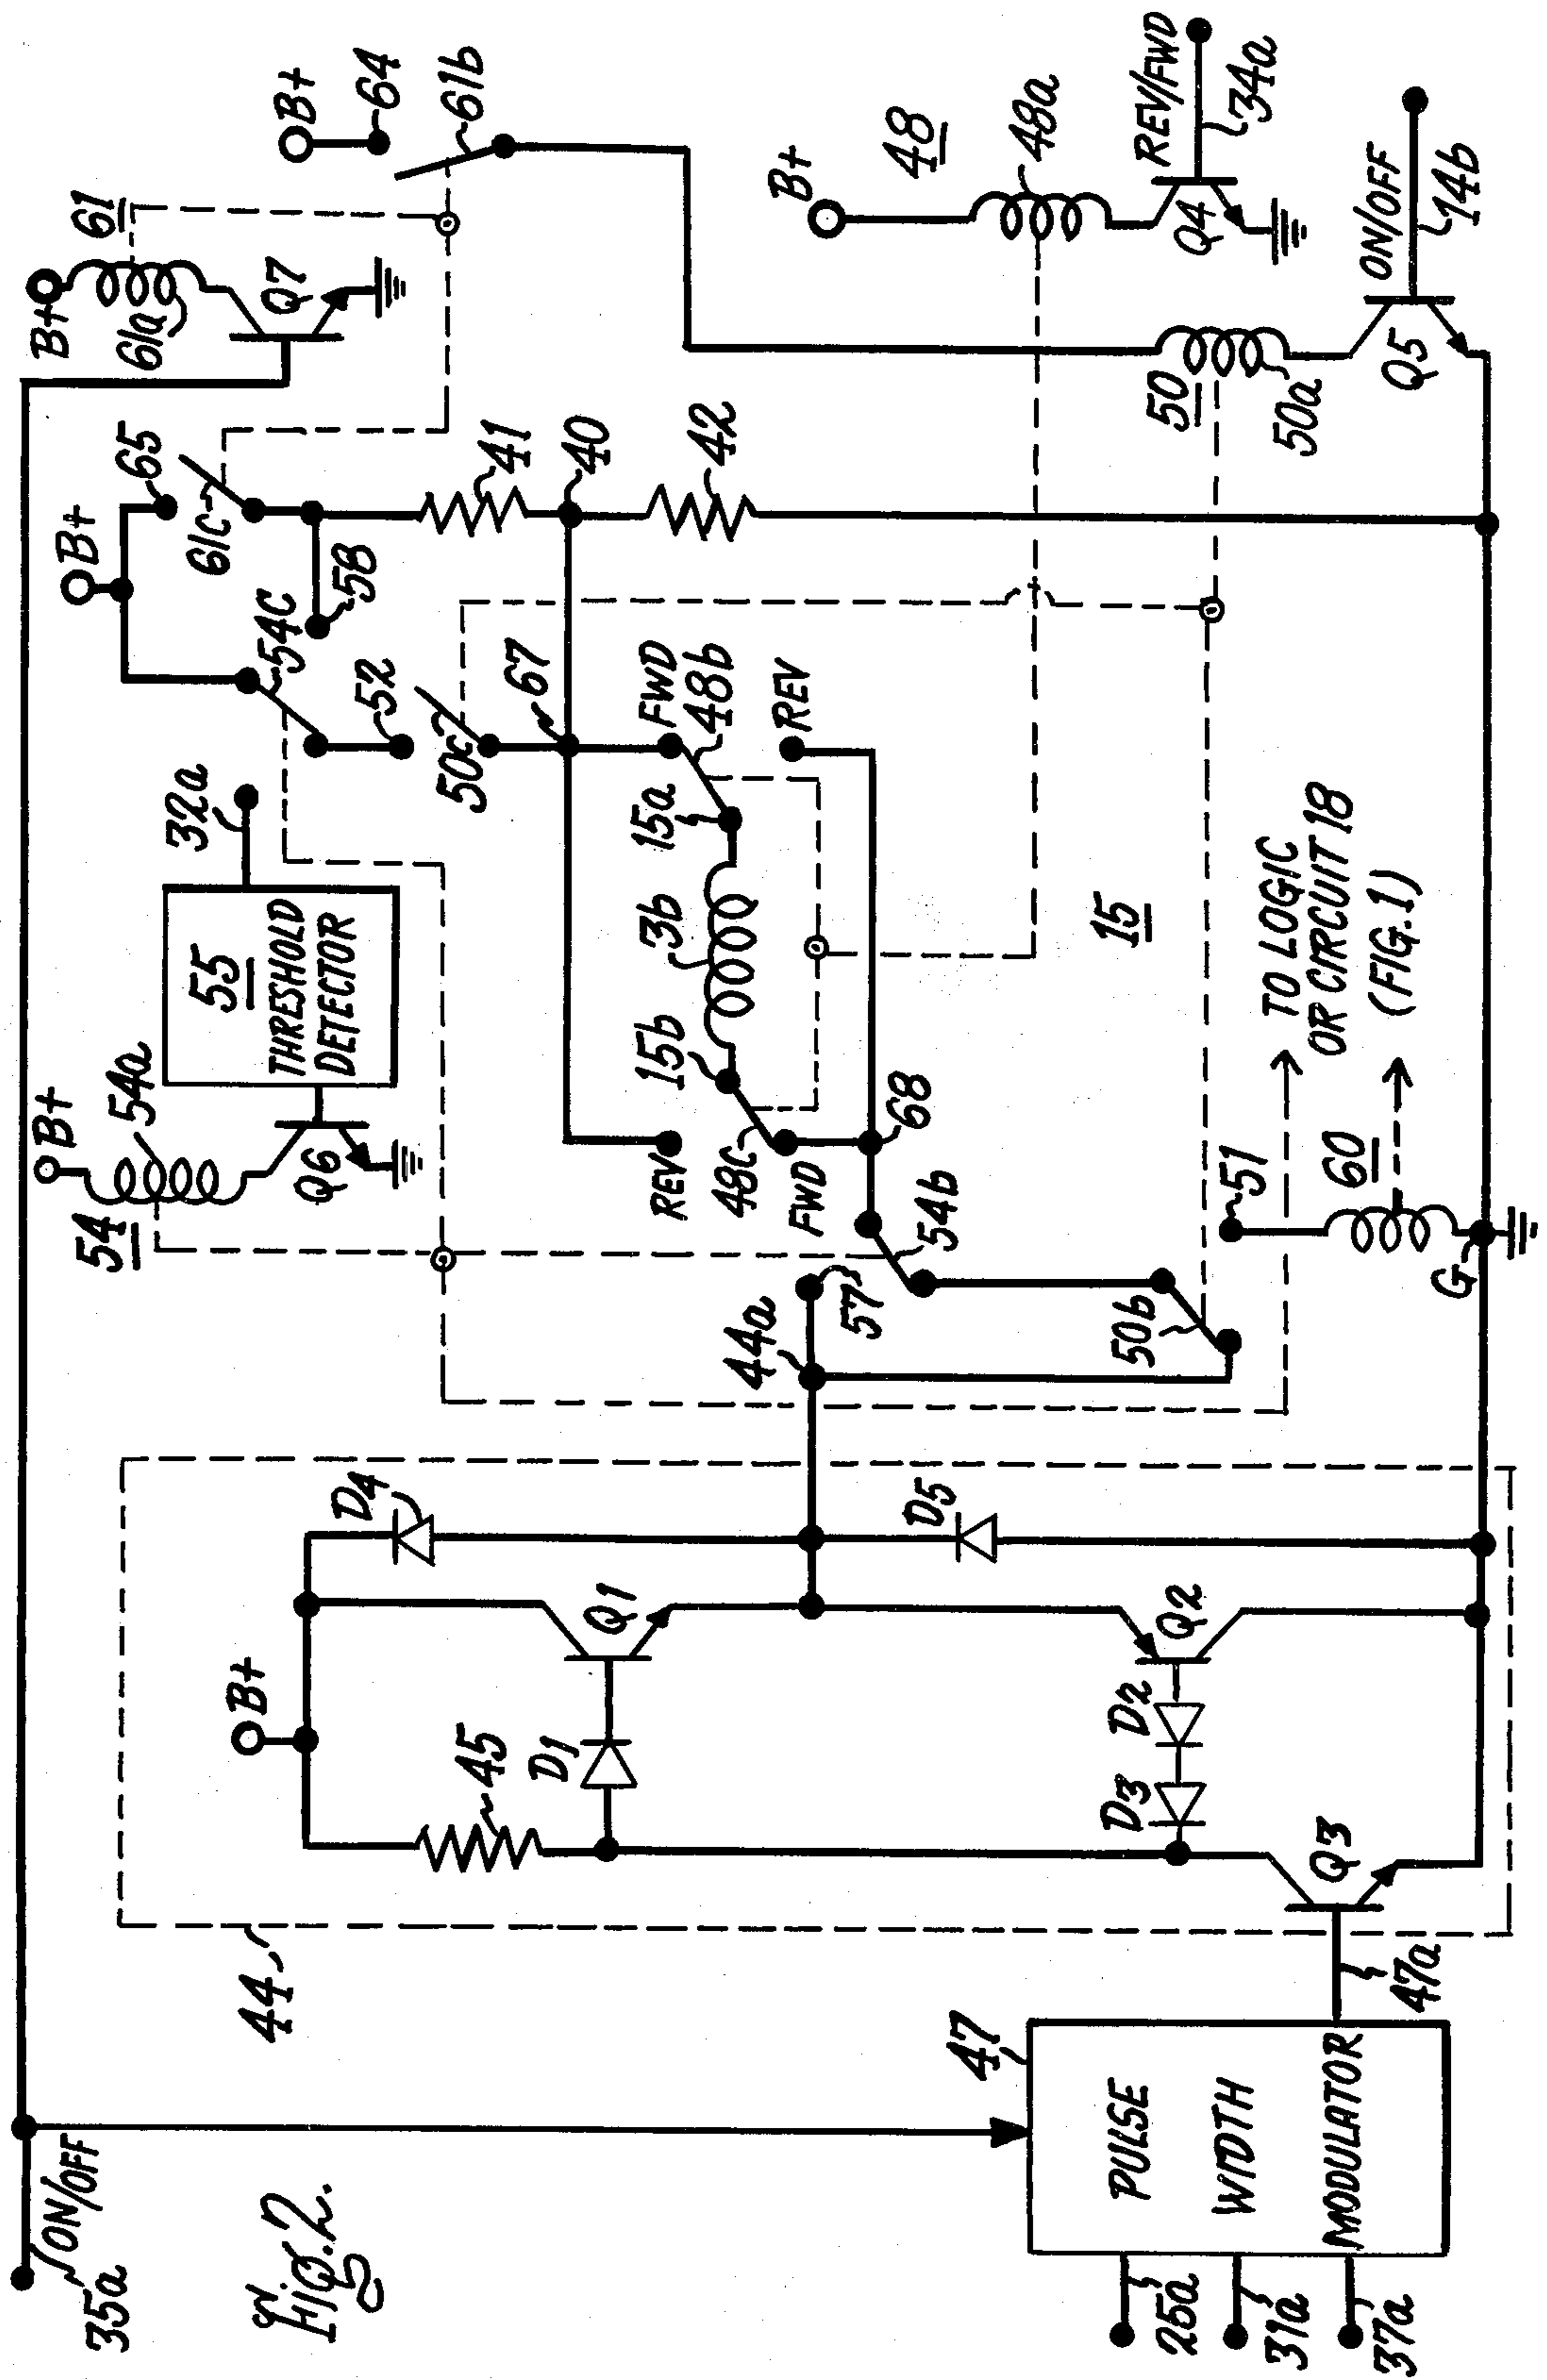 35a
ON/OFF
Fig.2.
44
B+
45
D1
D4
Q1
54
B+
54a
Q6
55
THRESHOLD
DETECTOR
32a
B+
54C
52
58
65
61c
B+
61
61a
Q7
B+
64
61b
41
40
42
50c
67
FWD
48b
REV
15a
3b
15b
REV
48c
FWD
68
54b
57
44a
50b
51
60
G
15
TO LOGIC
OR CIRCUIT 18
(FIG.1)
D5
D2
D3
Q2
Q3
47
47a
PULSE
WIDTH
MODULATOR
25a
31a
37a
B+
48
48a
Q4
REV/FWD
34a
50
50a
Q5
ON/OFF
14b